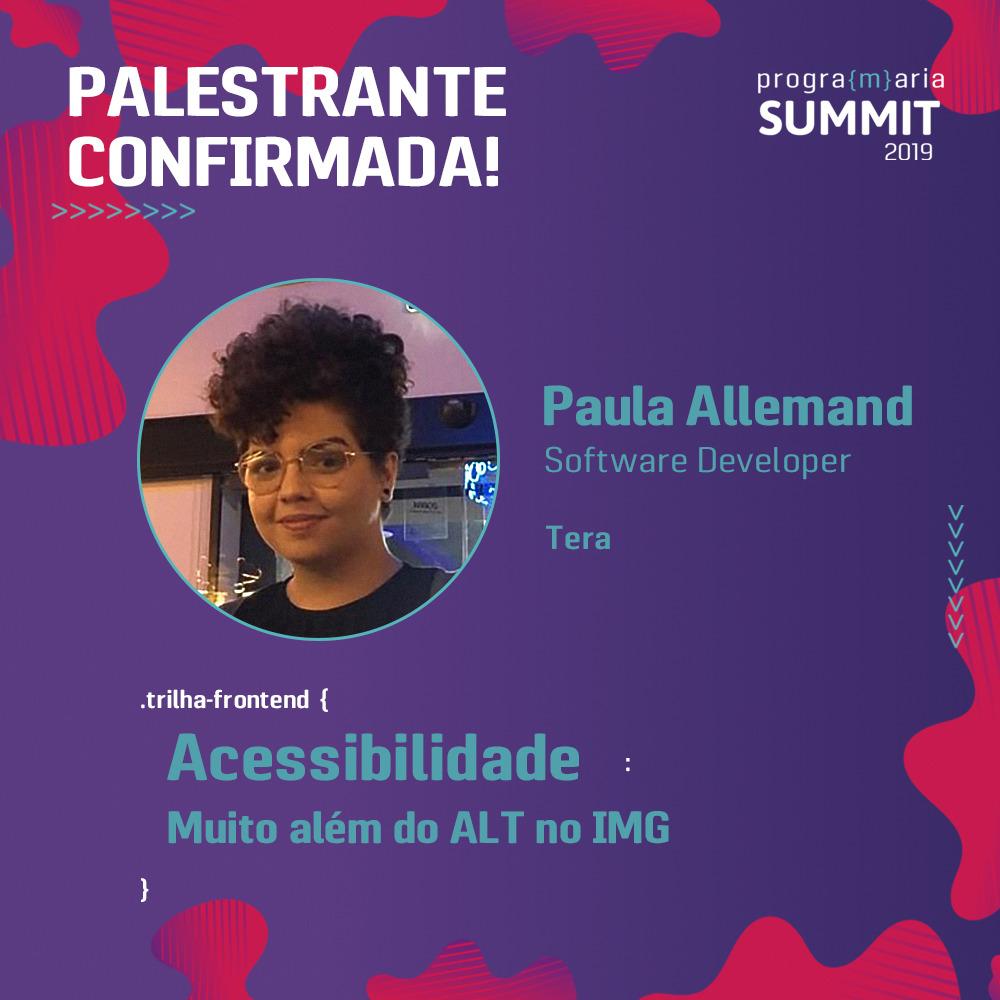 PALESTRANTE
CONFIRMADA!
>>>>>>>>
progra{m}aria
SUMMIT
2019
Paula Allemand
Software Developer
Tera
.trilha-frontend {
Acessibilidade :
Muito além do ALT no IMG
}